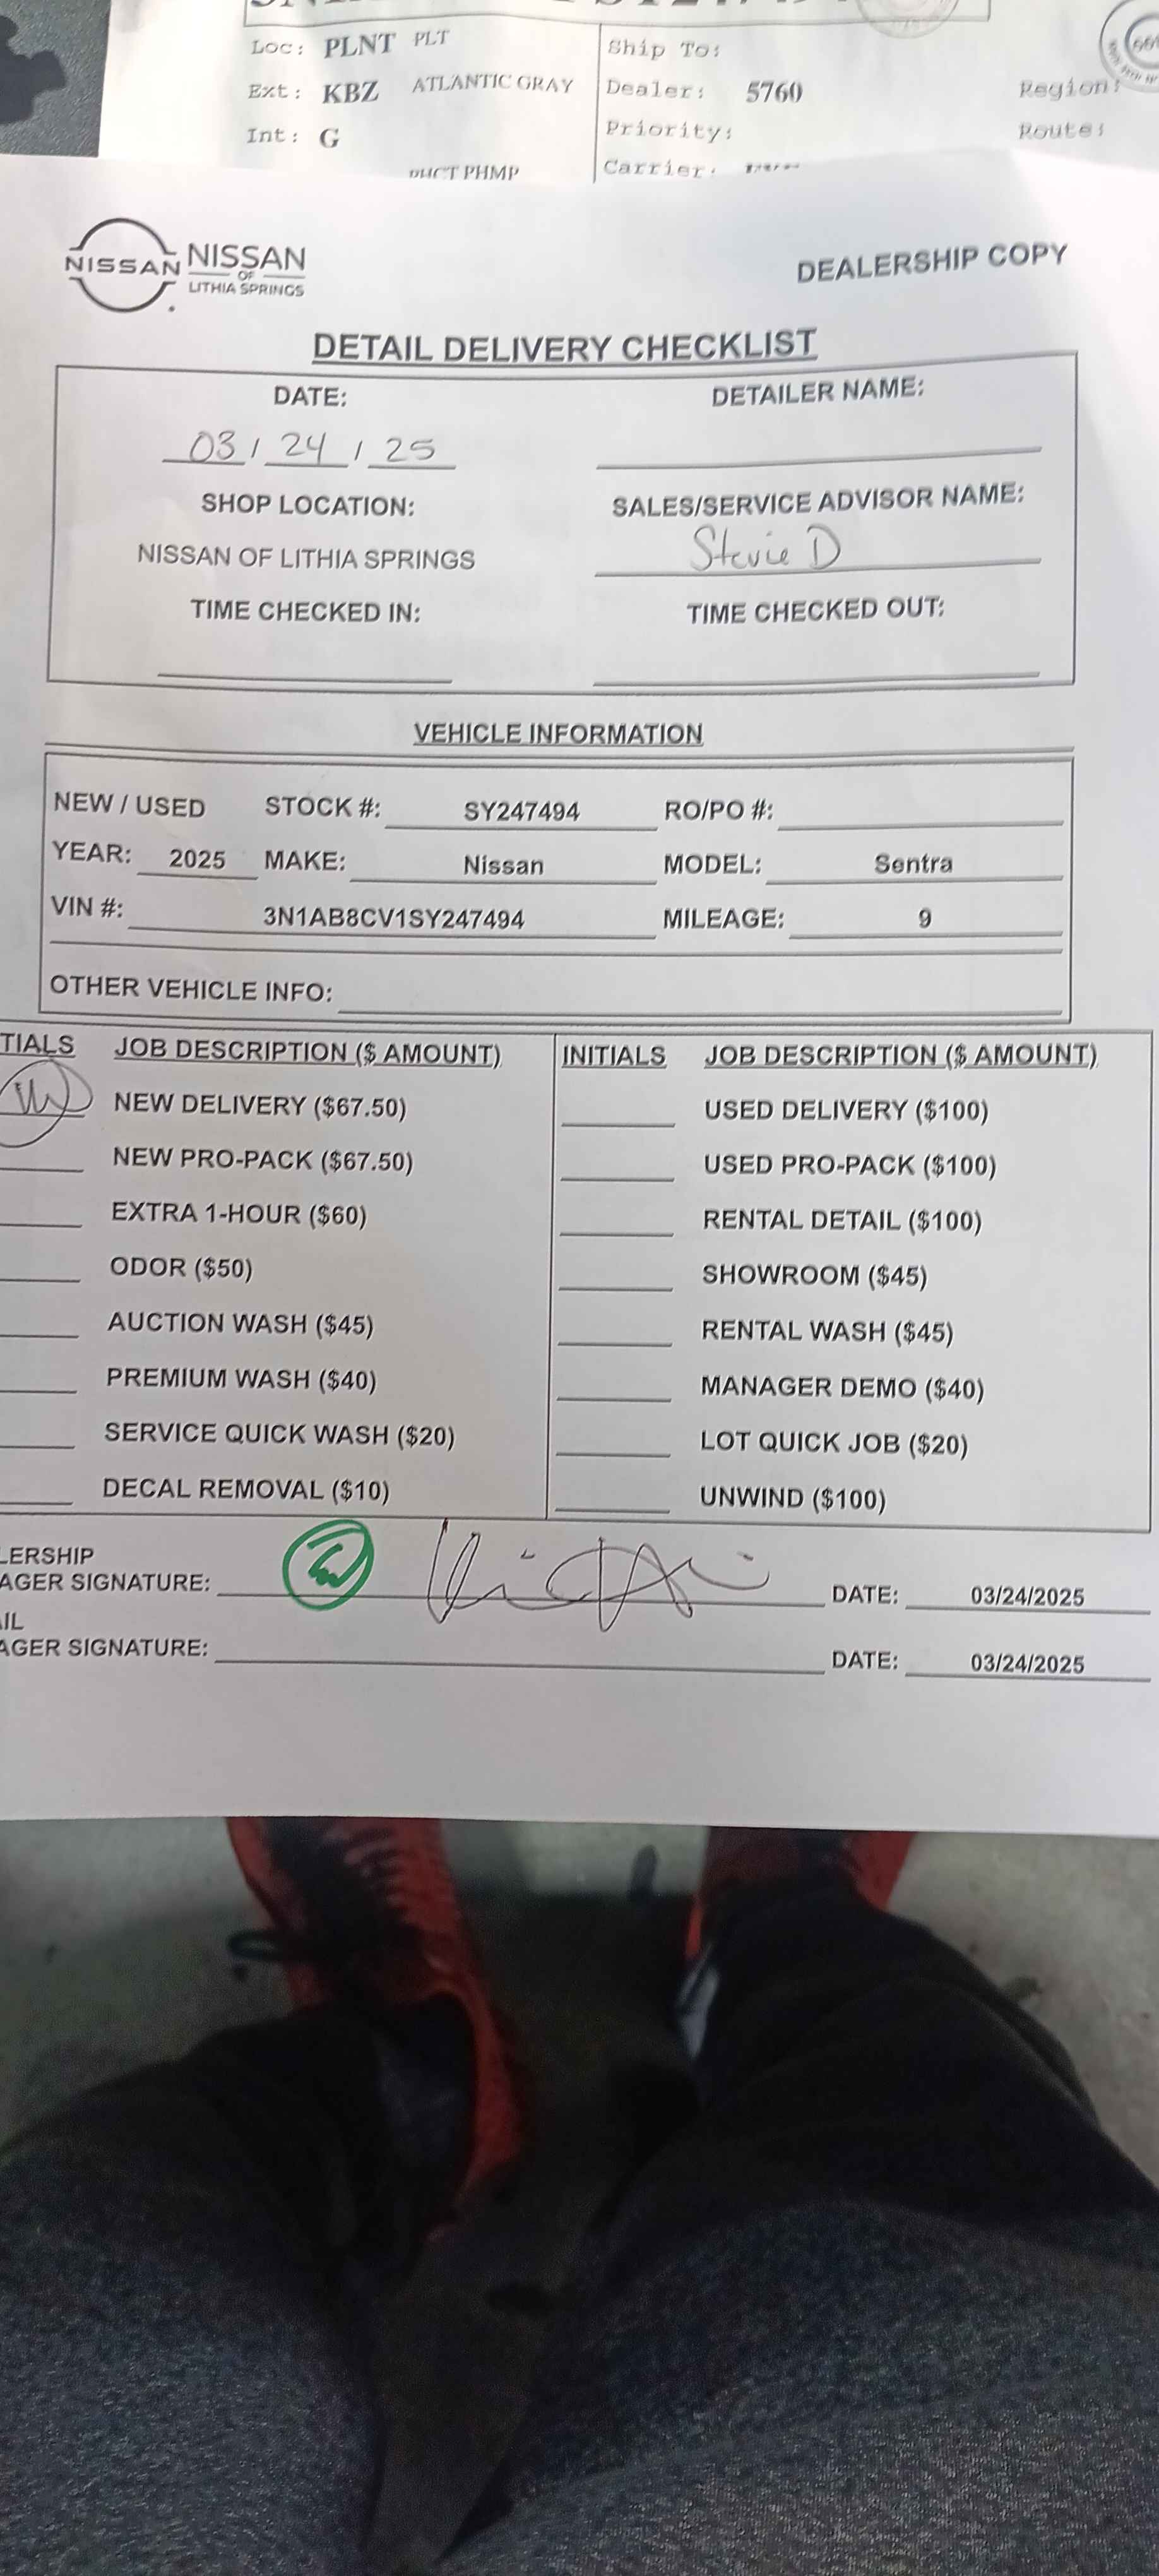 Loc: PLNT PLT
Ship To:
Ext: KBZ ATLANTIC GRAY
Dealer: 5760
Region:
Int: G
Priority:
Route:
Carrier:
NISSAN
NISSAN
OF
LITHIA SPRINGS
DEALERSHIP COPY
DETAIL DELIVERY CHECKLIST
DATE: DETAILER NAME:
03 / 24 / 25
SHOP LOCATION: SALES/SERVICE ADVISOR NAME:
NISSAN OF LITHIA SPRINGS Stevie D
TIME CHECKED IN: TIME CHECKED OUT:
VEHICLE INFORMATION
NEW / USED STOCK #: SY247494 RO/PO #:
YEAR: 2025 MAKE: Nissan MODEL: Sentra
VIN #: 3N1AB8CV1SY247494 MILEAGE: 9
OTHER VEHICLE INFO:
TIALS JOB DESCRIPTION ($ AMOUNT) INITIALS JOB DESCRIPTION ($ AMOUNT)
NEW DELIVERY ($67.50) USED DELIVERY ($100)
NEW PRO-PACK ($67.50) USED PRO-PACK ($100)
EXTRA 1-HOUR ($60) RENTAL DETAIL ($100)
ODOR ($50) SHOWROOM ($45)
AUCTION WASH ($45) RENTAL WASH ($45)
PREMIUM WASH ($40) MANAGER DEMO ($40)
SERVICE QUICK WASH ($20) LOT QUICK JOB ($20)
DECAL REMOVAL ($10) UNWIND ($100)
LERSHIP
AGER SIGNATURE: DATE: 03/24/2025
IL
AGER SIGNATURE: DATE: 03/24/2025